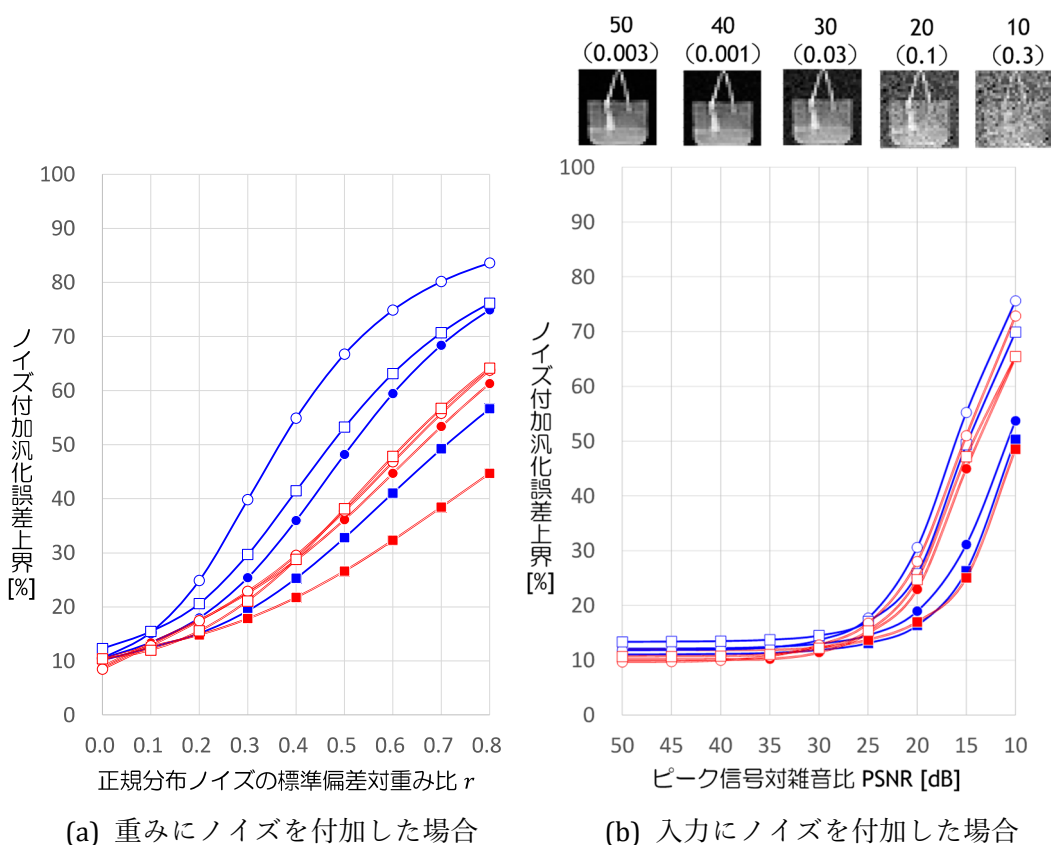 50 40 30 20 10
(0.003) (0.001) (0.03) (0.1) (0.3)
ノイズ付加汎化誤差上界
[%]
100
90
80
70
60
50
40
30
20
10
0
0.0 0.1 0.2 0.3 0.4 0.5 0.6 0.7 0.8
正規分布ノイズの標準偏差対重み比 r
(a) 重みにノイズを付加した場合
ノイズ付加汎化誤差上界
[%]
100
90
80
70
60
50
40
30
20
10
0
50 45 40 35 30 25 20 15 10
ピーク信号対雑音比 PSNR [dB]
(b) 入力にノイズを付加した場合